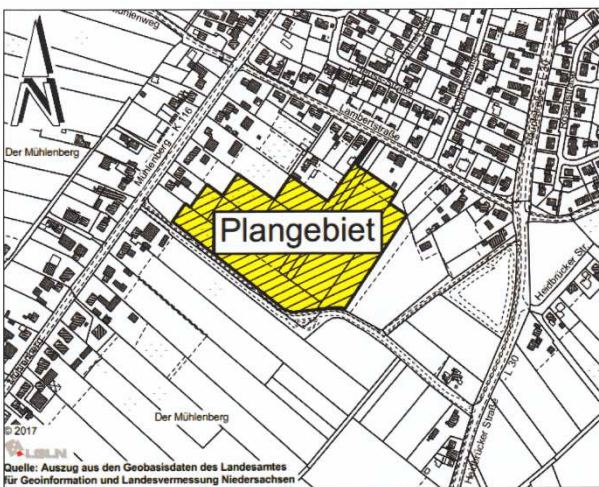 Mühlenweg
N
Mühlenberg - K 116
Lambertstraße
Der Mühlenberg
Plangebiet
Heidbrücker Str.
L 30
Der Mühlenberg
Heidbrücker Straße
© 2017
LGLN
Quelle: Auszug aus den Geobasisdaten des Landesamtes
für Geoinformation und Landesvermessung Niedersachsen